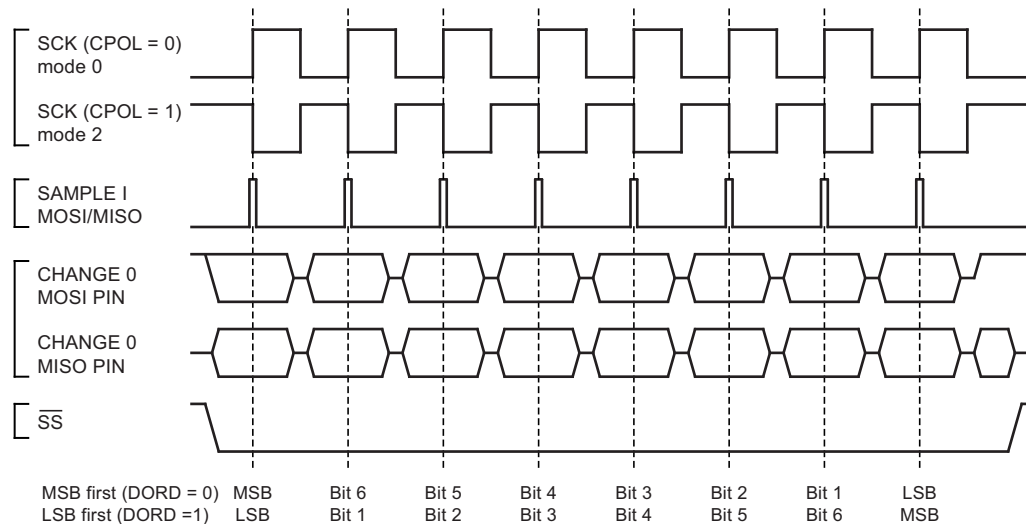 SCK (CPOL = 0)
mode 0
SCK (CPOL = 1)
mode 2
SAMPLE I
MOSI/MISO
CHANGE 0
MOSI PIN
CHANGE 0
MISO PIN
SS
MSB first (DORD = 0) MSB Bit 6 Bit 5 Bit 4 Bit 3 Bit 2 Bit 1 LSB
LSB first (DORD =1) LSB Bit 1 Bit 2 Bit 3 Bit 4 Bit 5 Bit 6 MSB